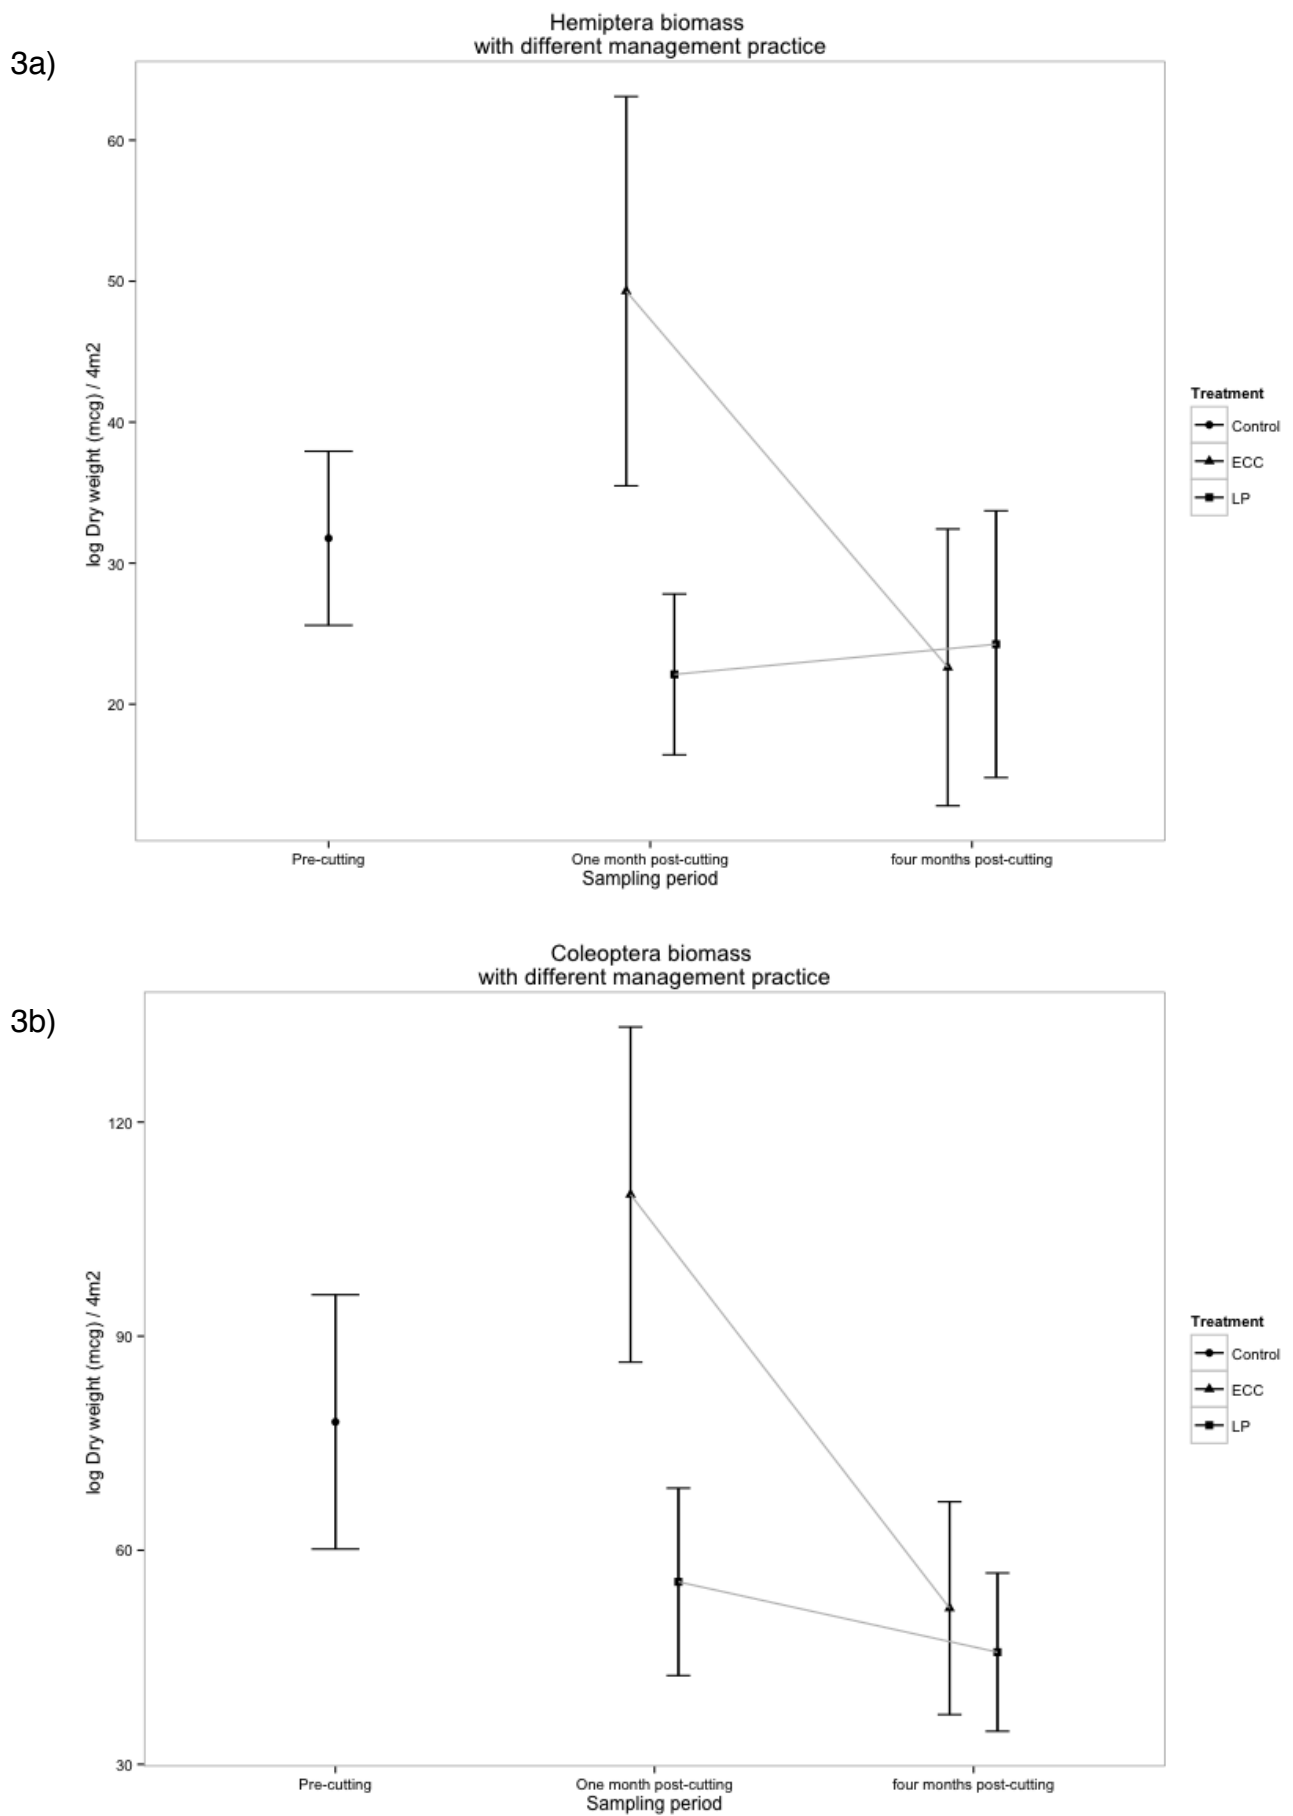 3a)
Hemiptera biomass
with different management practice
log Dry weight (mcg) / 4m2
60
50
40
30
20
Pre-cutting
One month post-cutting
four months post-cutting
Sampling period
Treatment
Control
ECC
LP
3b)
Coleoptera biomass
with different management practice
log Dry weight (mcg) / 4m2
120
90
60
30
Pre-cutting
One month post-cutting
four months post-cutting
Sampling period
Treatment
Control
ECC
LP